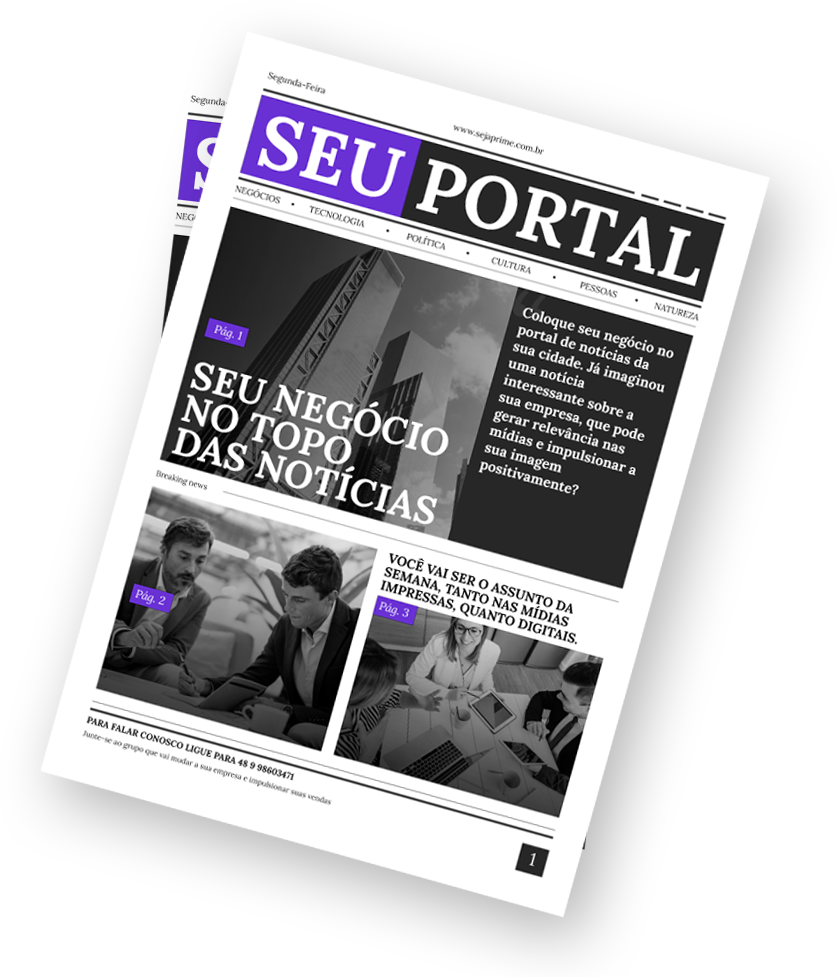 Segunda-Feira
www.sejaprime.com.br
SEU PORTAL
NEGÓCIOS • TECNOLOGIA • POLÍTICA • CULTURA • PESSOAS • NATUREZA
Pág. 1
SEU NEGÓCIO
NO TOPO
DAS NOTÍCIAS
Coloque seu negócio no
portal de notícias da
sua cidade. Já imaginou
uma notícia
interessante sobre a
sua empresa, que pode
gerar relevância nas
mídias e impulsionar a
sua imagem
positivamente?
Breaking news
Pág. 2
VOCÊ VAI SER O ASSUNTO DA
SEMANA, TANTO NAS MÍDIAS
IMPRESSAS, QUANTO DIGITAIS.
Pág. 3
PARA FALAR CONOSCO LIGUE PARA 48 9 98603471
Junte-se ao grupo que vai mudar a sua empresa e impulsionar suas vendas
1
Segunda-
S
NEG